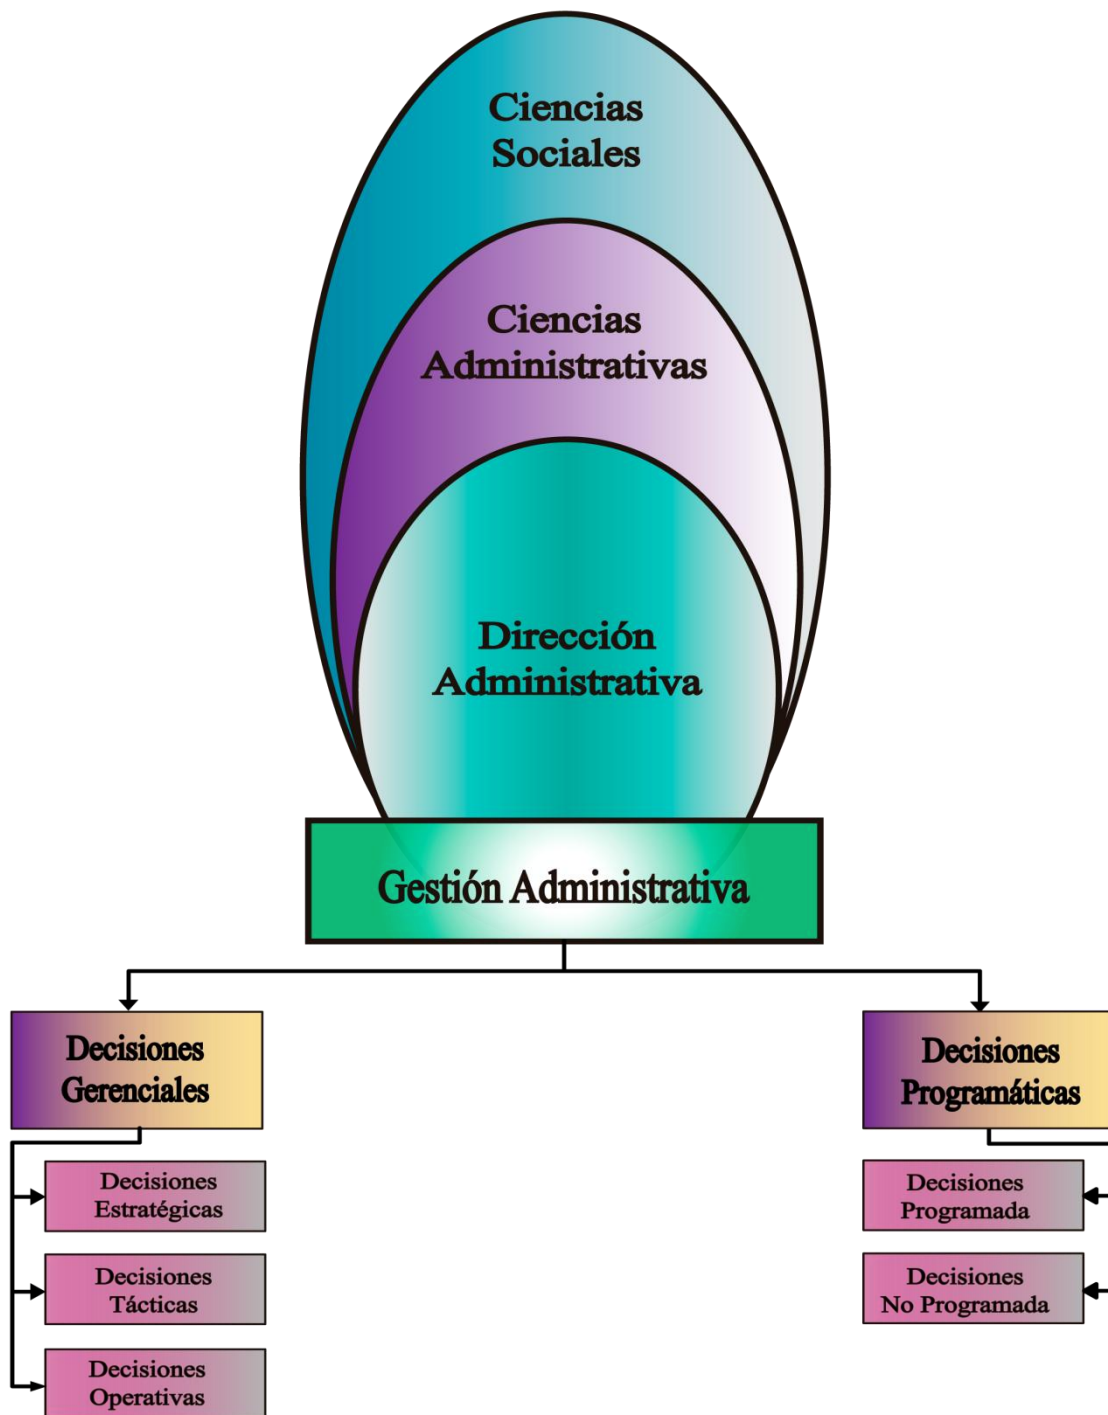 Ciencias
Sociales
Ciencias
Administrativas
Dirección
Administrativa
Gestión Administrativa
Decisiones
Gerenciales
Decisiones
Estratégicas
Decisiones
Tácticas
Decisiones
Operativas
Decisiones
Programáticas
Decisiones
Programada
Decisiones
No Programada